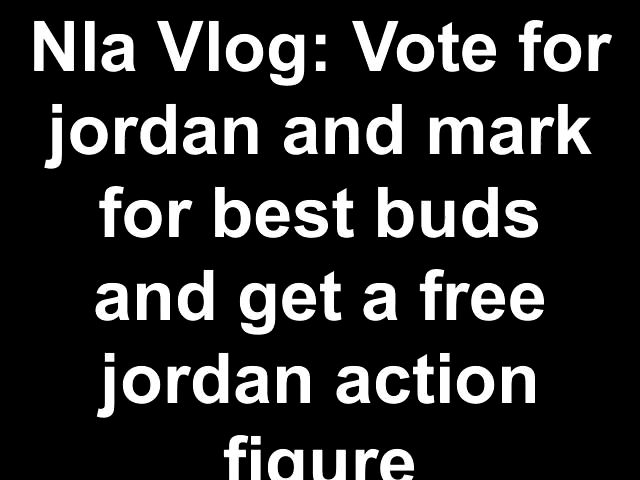 Nla Vlog: Vote for
jordan and mark
for best buds
and get a free
jordan action
figure